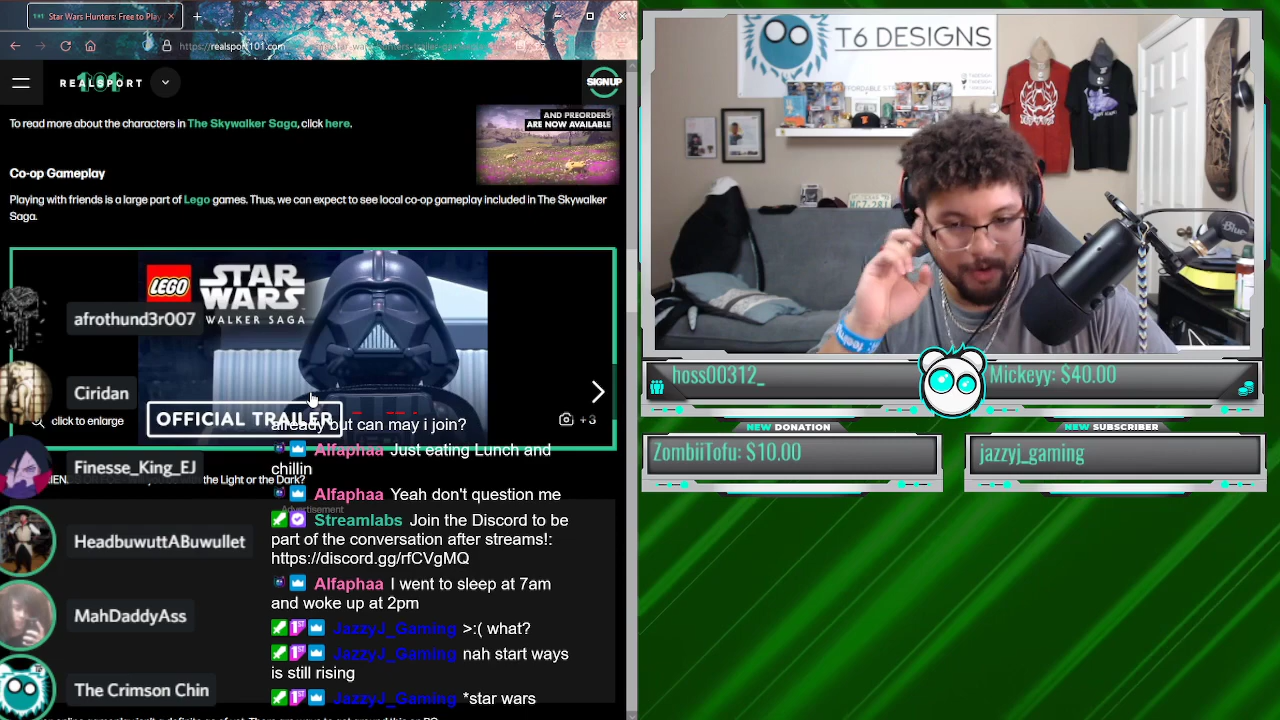 Star Wars Hunters: Free to Play
https://realsport101.com
REALSPORT
101
SIGNUP
To read more about the characters in The Skywalker Saga, click here.
AND PREORDERS
ARE NOW AVAILABLE
Co-op Gameplay
Playing with friends is a large part of Lego games. Thus, we can expect to see local co-op gameplay included in The Skywalker
Saga.
LEGO STAR
WARS
WALKER SAGA
OFFICIAL TRAILER
click to enlarge
+3
the Light or the Dark?
Advertisement
afrothund3r007
Ciridan
Finesse_King_EJ
HeadbuwuttABuwullet
MahDaddyAss
The Crimson Chin
already but can may i join?
Alfaphaa Just eating Lunch and
chillin
Alfaphaa Yeah don't question me
Streamlabs Join the Discord to be
part of the conversation after streams!:
https://discord.gg/rfCVgMQ
Alfaphaa I went to sleep at 7am
and woke up at 2pm
JazzyJ_Gaming >:( what?
JazzyJ_Gaming nah start ways
is still rising
JazzyJ_Gaming *star wars
T6 DESIGNS
Blue
hoss00312_
Mickeyy: $40.00
NEW DONATION
ZombiiTofu: $10.00
NEW SUBSCRIBER
jazzyj_gaming